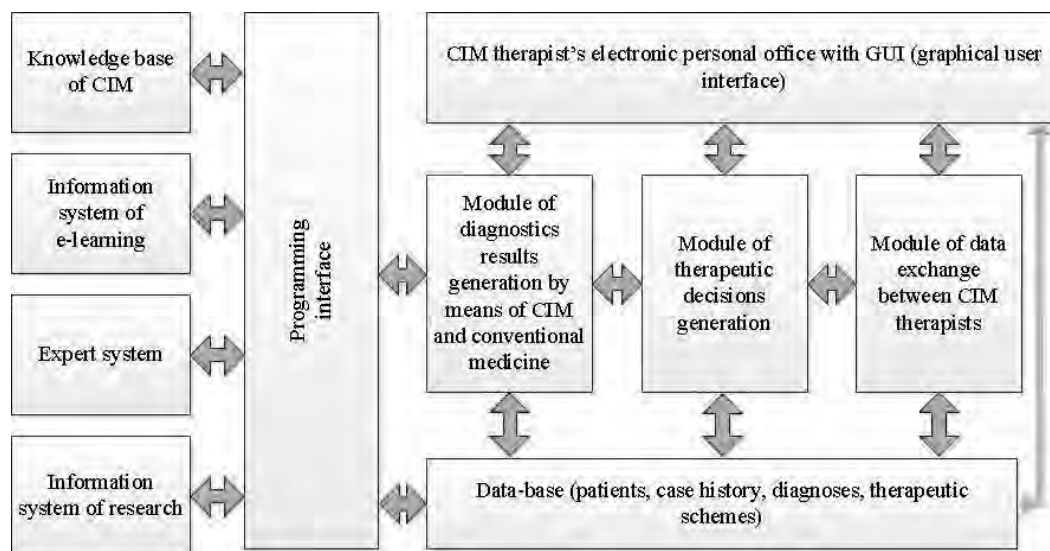 Knowledge base
of CIM
Information
system of
e-learning
Expert system
Information
system of research
Programming
interface
CIM therapist's electronic personal office with GUI (graphical user
interface)
Module of
diagnostics
results
generation by
means of CIM
and conventional
medicine
Module of
therapeutic
decisions
generation
Module of data
exchange
between CIM
therapists
Data-base (patients, case history, diagnoses, therapeutic
schemes)